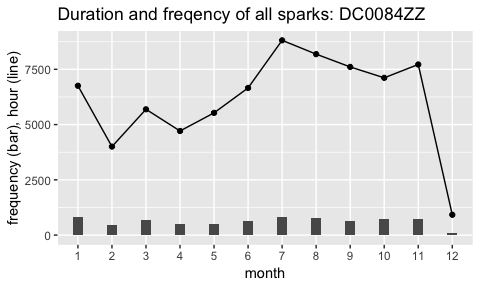 Duration and freqency of all sparks: DC0084ZZ
frequency (bar), hour (line)
7500
5000
2500
0
1 2 3 4 5 6 7 8 9 10 11 12
month